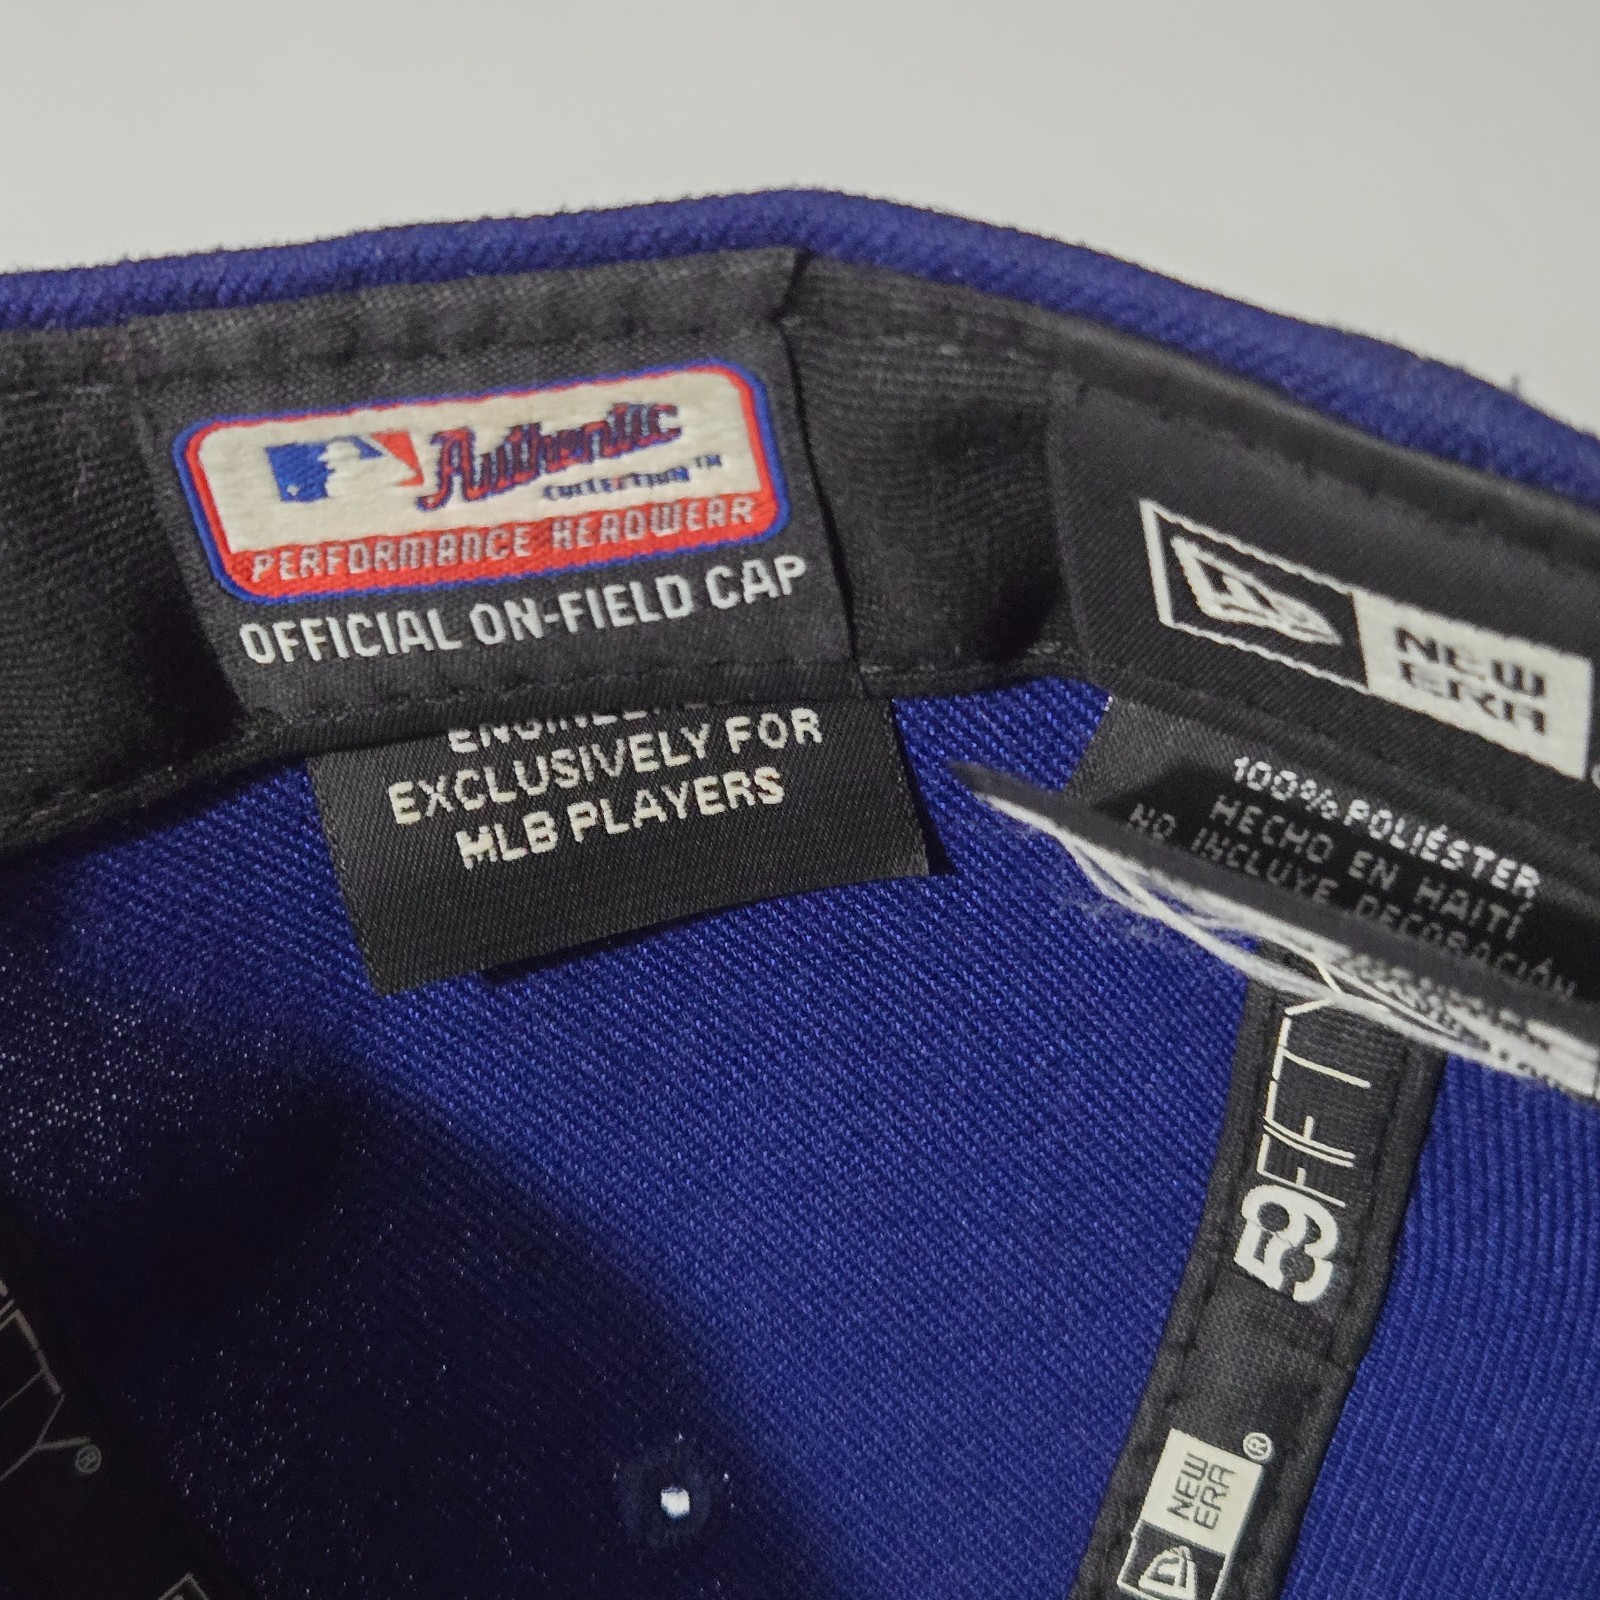 Authentic
COLLECTION™
PERFORMANCE HEADWEAR
OFFICIAL ON-FIELD CAP
EXCLUSIVELY FOR
MLB PLAYERS
NEW
ERA
100% POLIÉSTER
HECHO EN HAITÍ
NO INCLUYE DECORACIÓN
59FIFTY
NEW
ERA®